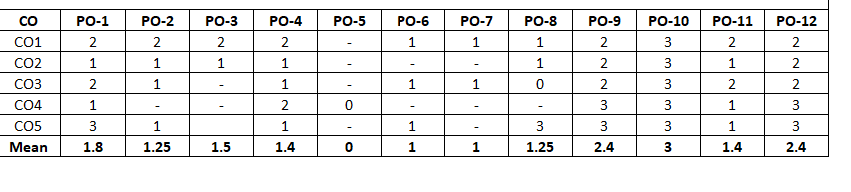 CO PO-1 PO-2 PO-3 PO-4 PO-5 PO-6 PO-7 PO-8 PO-9 PO-10 PO-11 PO-12
CO1 2 2 2 2 - 1 1 1 2 3 2 2
CO2 1 1 1 1 - - - 1 2 3 1 2
CO3 2 1 - 1 - 1 1 0 2 3 2 2
CO4 1 - - 2 0 - - - 3 3 1 3
CO5 3 1 1 - 1 - 3 3 3 1 3
Mean 1.8 1.25 1.5 1.4 0 1 1 1.25 2.4 3 1.4 2.4